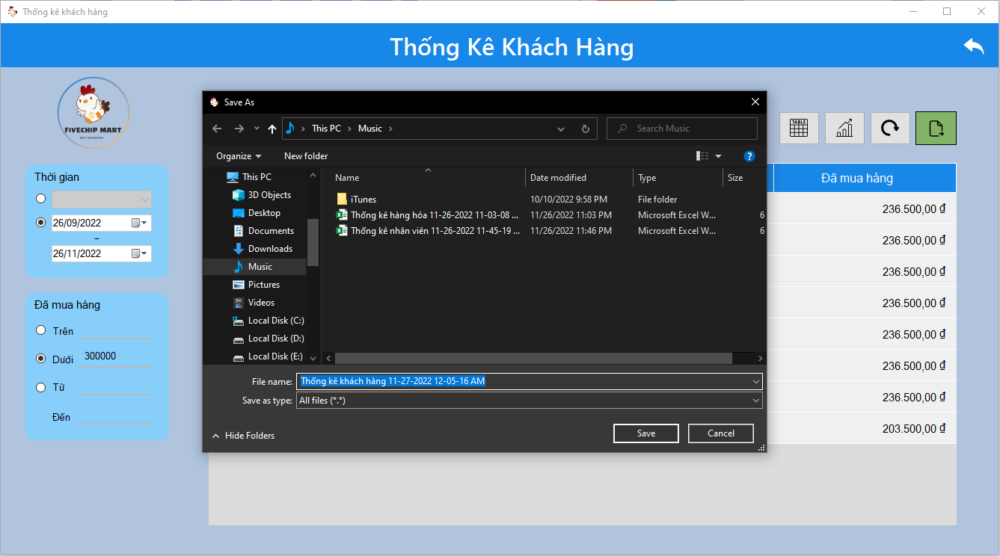 Thống kê khách hàng
Thống Kê Khách Hàng
FIVECHIP MART
BEST EXPERIENCE
Thời gian
26/09/2022
–
26/11/2022
Đã mua hàng
Trên
Dưới 300000
Từ
Đến
Save As
This PC > Music >
Search Music
Organize
New folder
This PC
3D Objects
Desktop
Documents
Downloads
Music
Pictures
Videos
Local Disk (C:)
Local Disk (D:)
Local Disk (E:)
Name Date modified Type Size
iTunes 10/10/2022 9:58 PM File folder
Thống kê hàng hóa 11-26-2022 11-03-08 ... 11/26/2022 11:03 PM Microsoft Excel W... 6
Thống kê nhân viên 11-26-2022 11-45-19 ... 11/26/2022 11:46 PM Microsoft Excel W... 6
File name: Thống kê khách hàng 11-27-2022 12-05-16 AM
Save as type: All files (*.*)
Hide Folders
Save
Cancel
TABLE
Đã mua hàng
236.500,00 ₫
236.500,00 ₫
236.500,00 ₫
236.500,00 ₫
236.500,00 ₫
236.500,00 ₫
236.500,00 ₫
203.500,00 ₫